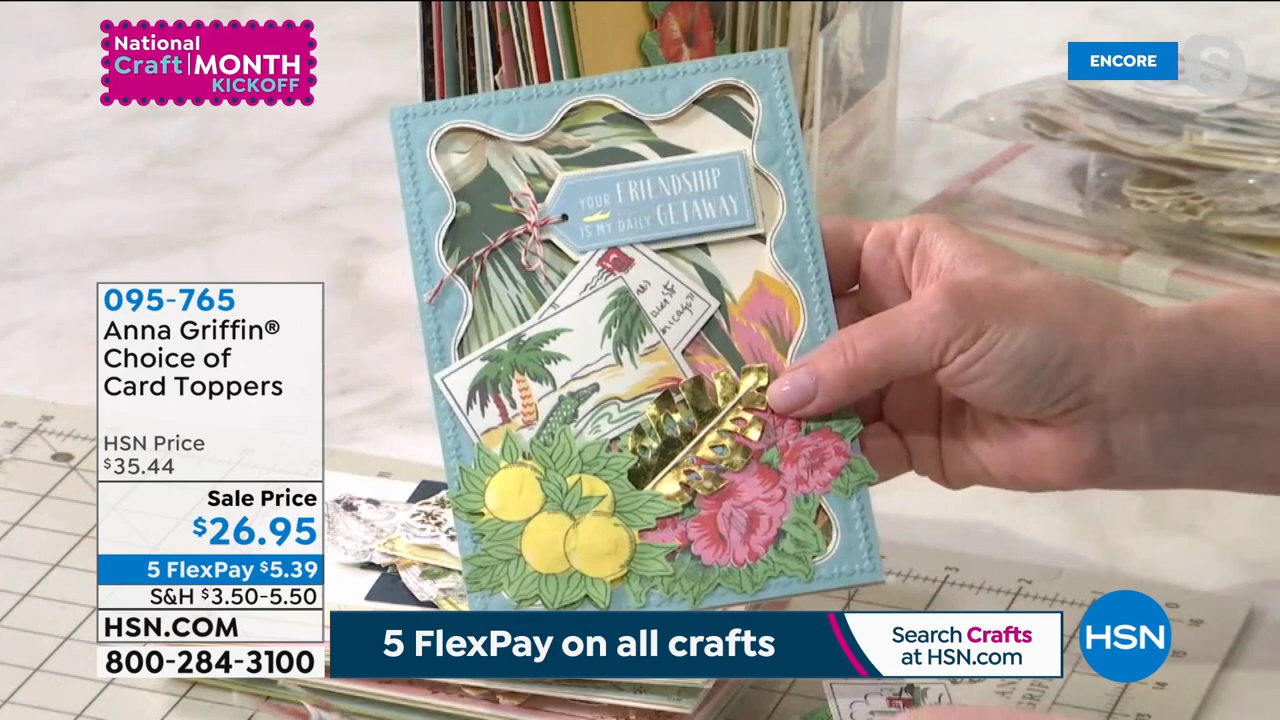 National
Craft MONTH
KICKOFF
ENCORE
S
YOUR FRIENDSHIP
IS MY DAILY GETAWAY
095-765
Anna Griffin®
Choice of
Card Toppers
HSN Price
$35.44
Sale Price
$26.95
5 FlexPay $5.39
S&H $3.50-5.50
HSN.COM
800-284-3100
5 FlexPay on all crafts
Search Crafts
at HSN.com
HSN